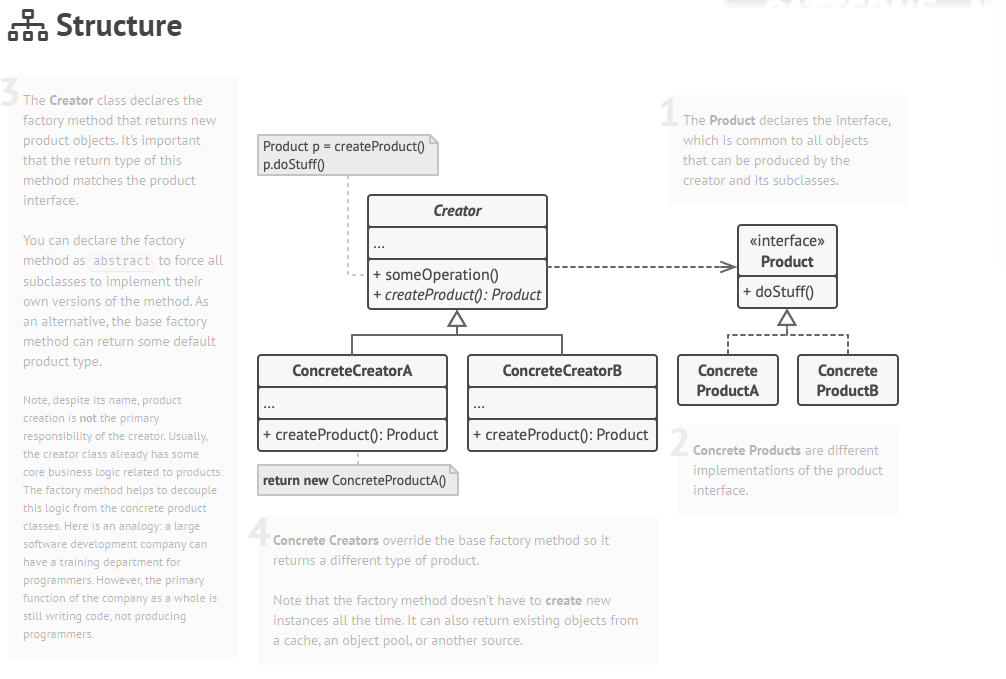 Structure
3
The Creator class declares the
factory method that returns new
product objects. It's important
that the return type of this
method matches the product
interface.
You can declare the factory
method as abstract to force all
subclasses to implement their
own versions of the method. As
an alternative, the base factory
method can return some default
product type.
Note, despite its name, product
creation is not the primary
responsibility of the creator. Usually,
the creator class already has some
core business logic related to products.
The factory method helps to decouple
this logic from the concrete product
classes. Here is an analogy: a large
software development company can
have a training department for
programmers. However, the primary
function of the company as a whole is
still writing code, not producing
programmers.
Product p = createProduct()
p.doStuff()
Creator
...
+ someOperation()
+ createProduct(): Product
ConcreteCreatorA
...
+ createProduct(): Product
ConcreteCreatorB
...
+ createProduct(): Product
return new ConcreteProductA()
1
The Product declares the interface,
which is common to all objects
that can be produced by the
creator and its subclasses.
«interface»
Product
+ doStuff()
Concrete
ProductA
Concrete
ProductB
2
Concrete Products are different
implementations of the product
interface.
4
Concrete Creators override the base factory method so it
returns a different type of product.
Note that the factory method doesn't have to create new
instances all the time. It can also return existing objects from
a cache, an object pool, or another source.